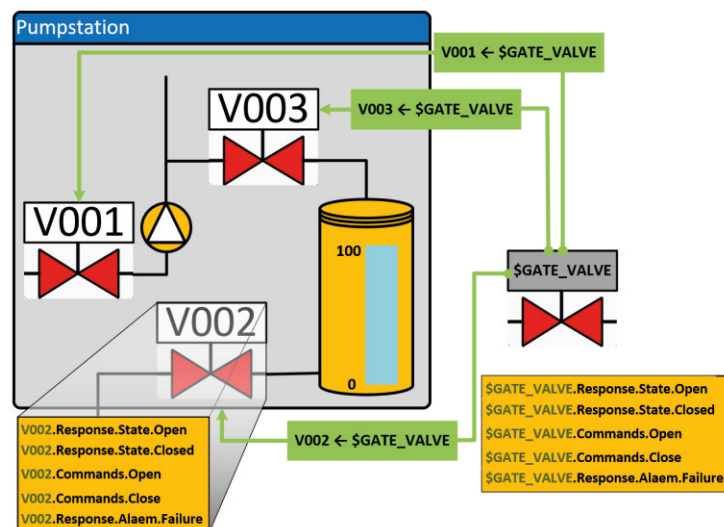 Pumpstation
V001 ← $GATE_VALVE
V003 ← $GATE_VALVE
V003
V001
100
$GATE_VALVE
V002
0
V002 ← $GATE_VALVE
$GATE_VALVE.Response.State.Open
$GATE_VALVE.Response.State.Closed
$GATE_VALVE.Commands.Open
$GATE_VALVE.Commands.Close
$GATE_VALVE.Response.Alaem.Failure
V002.Response.State.Open
V002.Response.State.Closed
V002.Commands.Open
V002.Commands.Close
V002.Response.Alaem.Failure